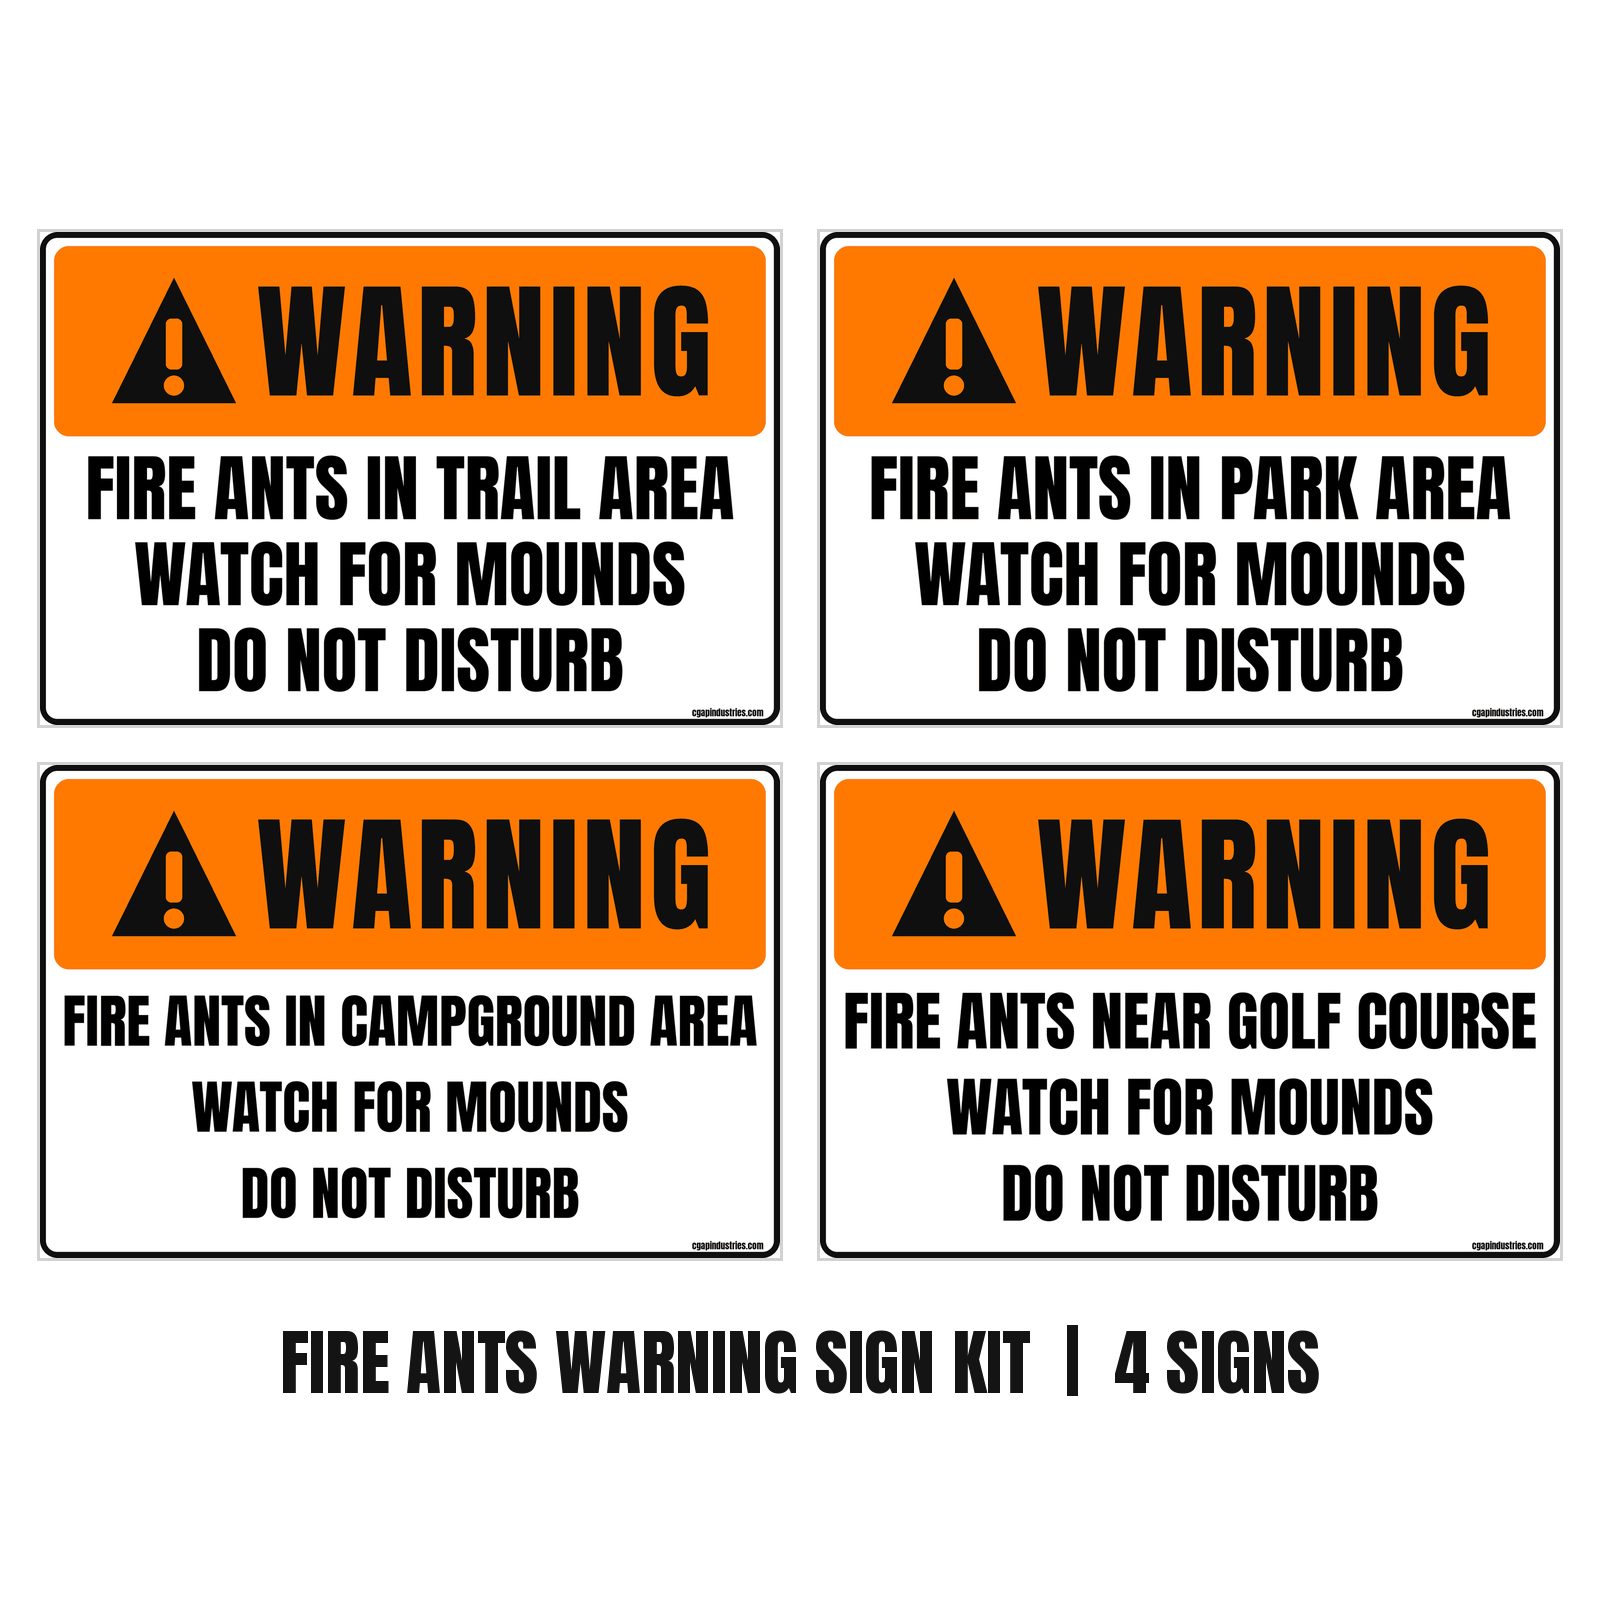 WARNING
FIRE ANTS IN TRAIL AREA
WATCH FOR MOUNDS
DO NOT DISTURB
cgapindustries.com
WARNING
FIRE ANTS IN PARK AREA
WATCH FOR MOUNDS
DO NOT DISTURB
cgapindustries.com
WARNING
FIRE ANTS IN CAMPGROUND AREA
WATCH FOR MOUNDS
DO NOT DISTURB
cgapindustries.com
WARNING
FIRE ANTS NEAR GOLF COURSE
WATCH FOR MOUNDS
DO NOT DISTURB
cgapindustries.com
FIRE ANTS WARNING SIGN KIT | 4 SIGNS